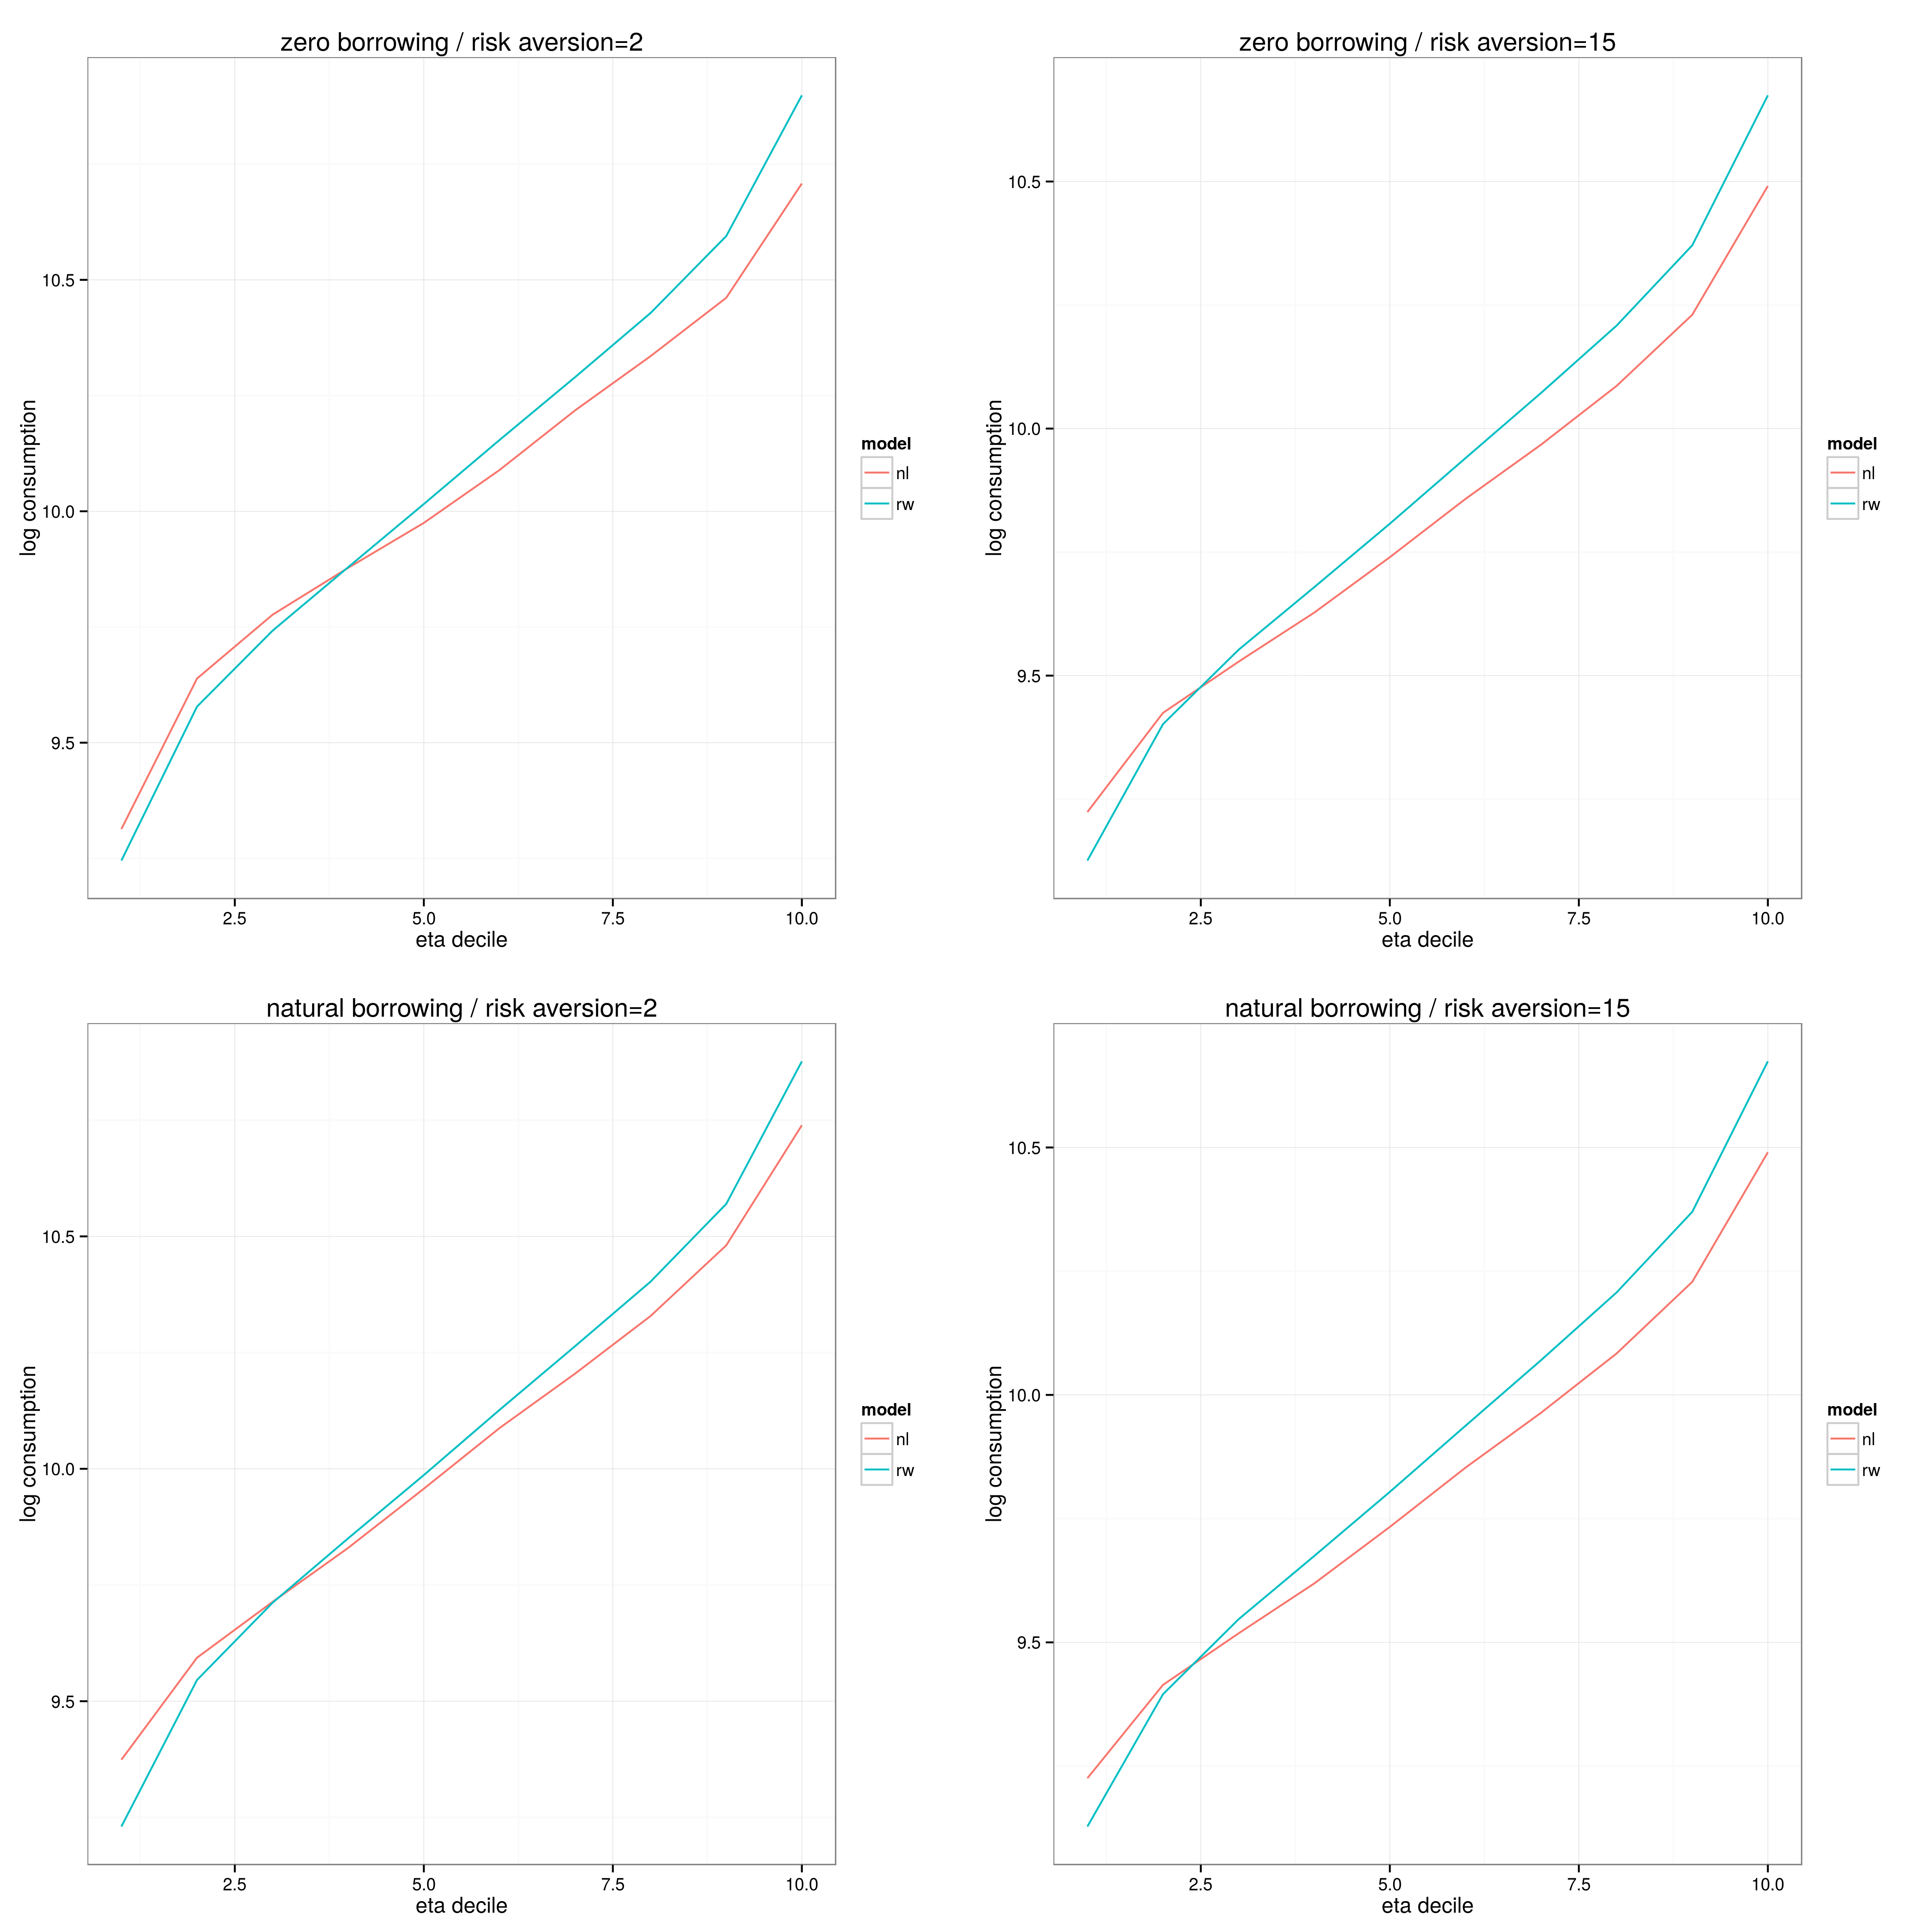 zero borrowing / risk aversion=2
log consumption
10.5
10.0
9.5
2.5 5.0 7.5 10.0
eta decile
model
nl
rw
zero borrowing / risk aversion=15
log consumption
10.5
10.0
9.5
2.5 5.0 7.5 10.0
eta decile
model
nl
rw
natural borrowing / risk aversion=2
log consumption
10.5
10.0
9.5
2.5 5.0 7.5 10.0
eta decile
model
nl
rw
natural borrowing / risk aversion=15
log consumption
10.5
10.0
9.5
2.5 5.0 7.5 10.0
eta decile
model
nl
rw